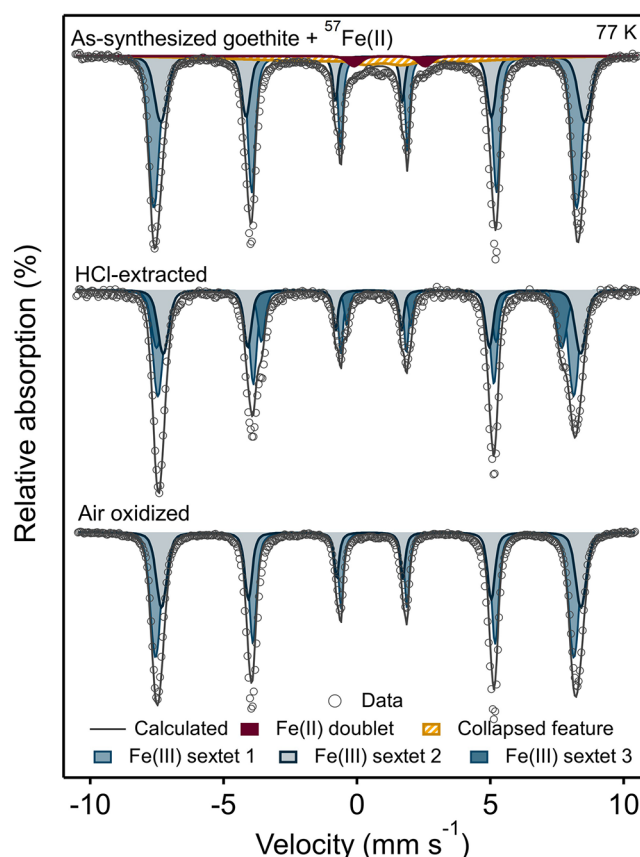 As-synthesized goethite + ⁵⁷Fe(II)
77 K
HCl-extracted
Air oxidized
Relative absorption (%)
Data
Calculated
Fe(II) doublet
Collapsed feature
Fe(III) sextet 1
Fe(III) sextet 2
Fe(III) sextet 3
-10 -5 0 5 10
Velocity (mm s⁻¹)